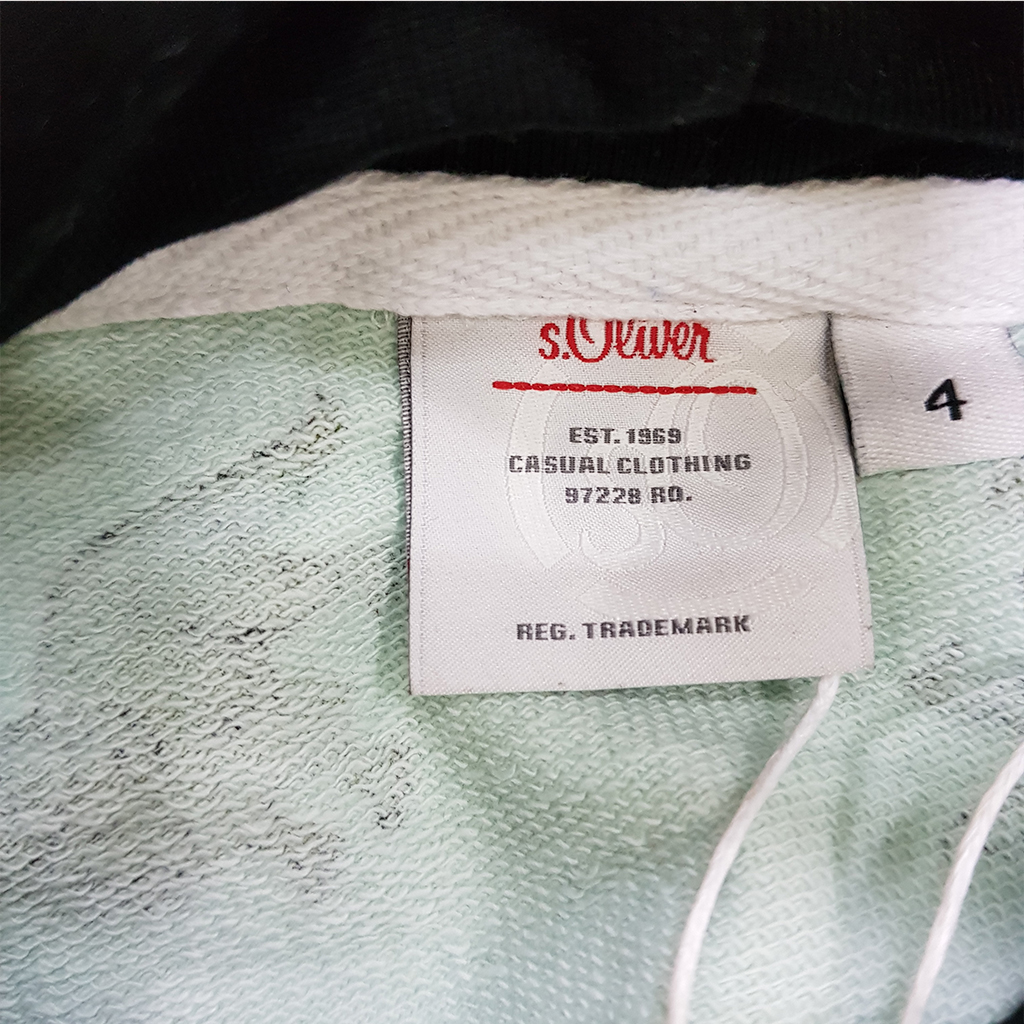 s.Oliver
4
EST. 1969
CASUAL CLOTHING
97228 RO.
REG. TRADEMARK